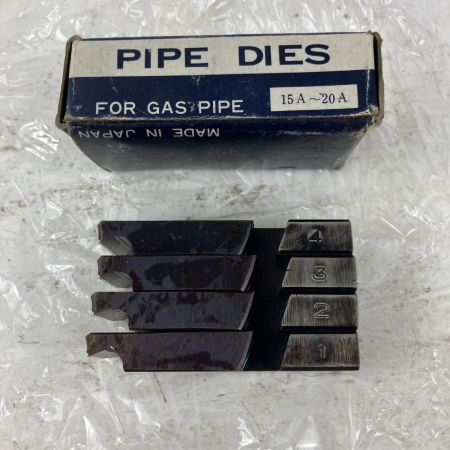 PIPE DIES
FOR GAS PIPE
15A～20A
MADE IN JAPAN
4
3
2
1